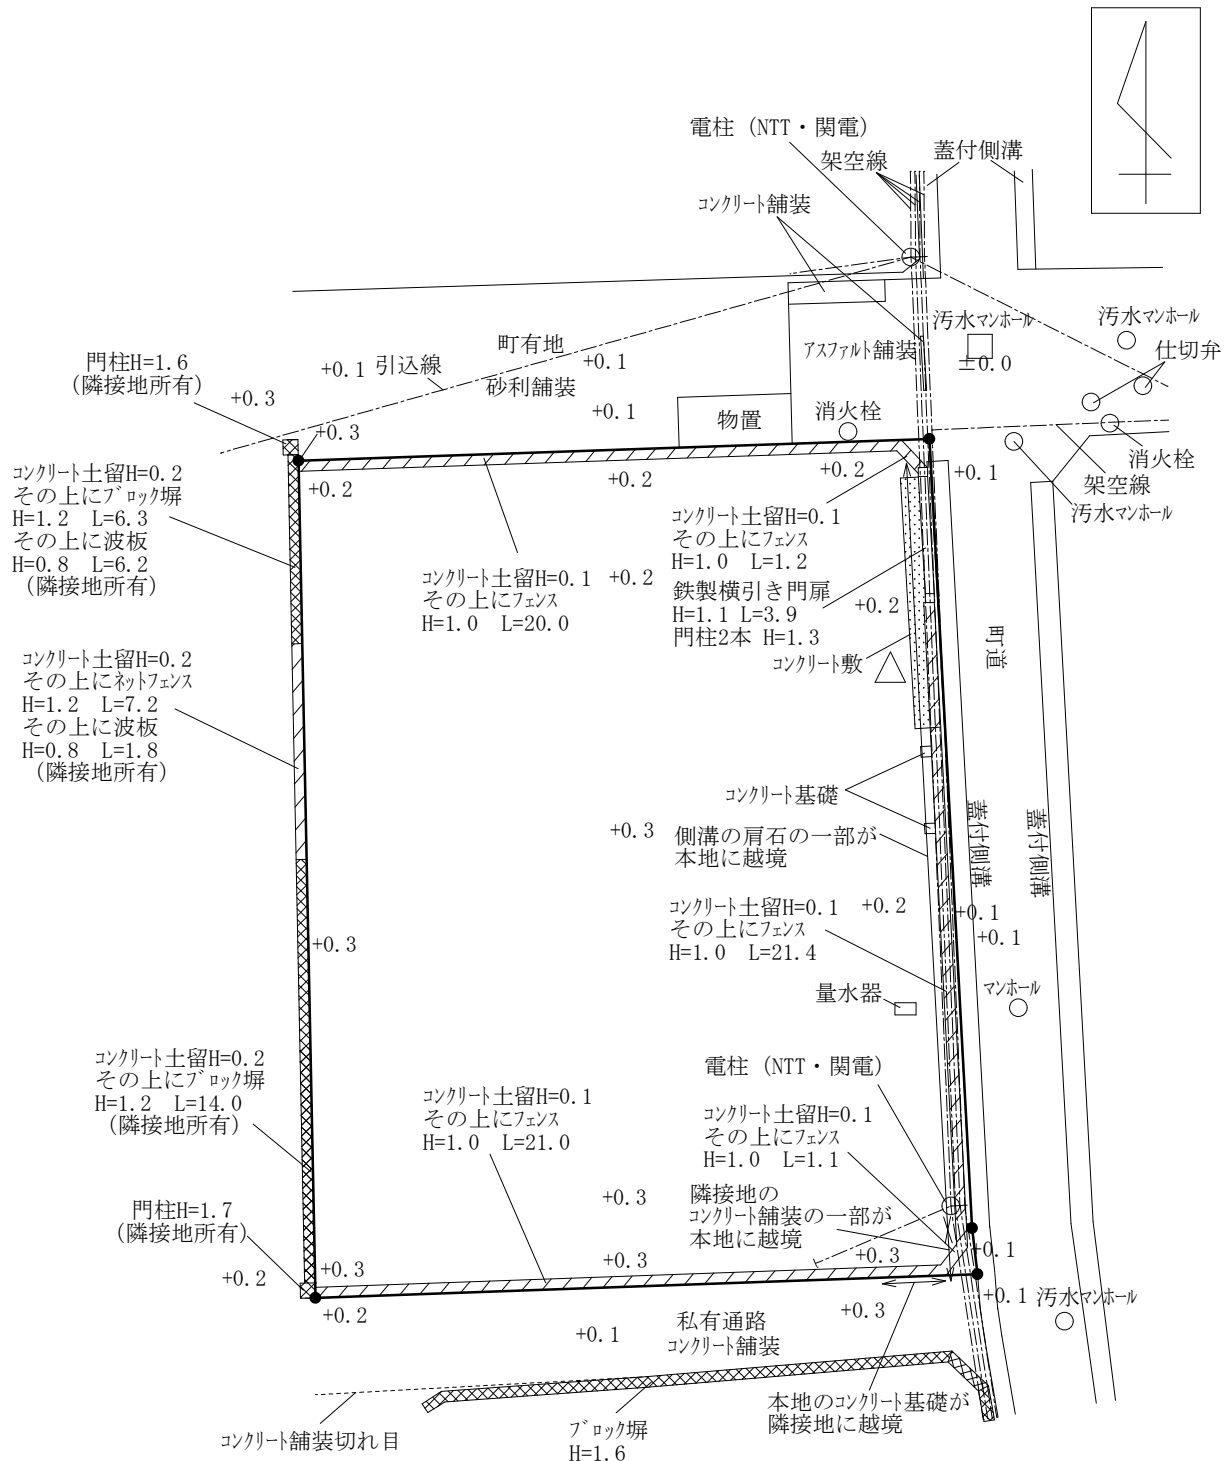 電柱（NTT・関電）
架空線
蓋付側溝
コンクリート舗装
汚水マンホール
±0.0
汚水マンホール
仕切弁
町有地
アスファルト舗装
+0.1
引込線
+0.1
砂利舗装
門柱H=1.6
（隣接地所有）
+0.3
+0.1
物置
消火栓
+0.3
消火栓
架空線
汚水マンホール
コンクリート土留H=0.2
その上にブロック塀
H=1.2　L=6.3
その上に波板
H=0.8　L=6.2
（隣接地所有）
+0.2
+0.2
+0.2
+0.1
コンクリート土留H=0.1
その上にフェンス
H=1.0　L=1.2
コンクリート土留H=0.1
その上にフェンス
H=1.0　L=20.0
+0.2
鉄製横引き門扉
H=1.1 L=3.9
門柱2本 H=1.3
+0.2
コンクリート敷
町道
コンクリート土留H=0.2
その上にネットフェンス
H=1.2　L=7.2
その上に波板
H=0.8　L=1.8
（隣接地所有）
コンクリート基礎
+0.3
側溝の肩石の一部が
本地に越境
蓋付側溝
蓋付側溝
コンクリート土留H=0.1
その上にフェンス
H=1.0　L=21.4
+0.2
+0.1
+0.1
+0.3
量水器
マンホール
コンクリート土留H=0.2
その上にブロック塀
H=1.2　L=14.0
（隣接地所有）
電柱（NTT・関電）
コンクリート土留H=0.1
その上にフェンス
H=1.0　L=21.0
コンクリート土留H=0.1
その上にフェンス
H=1.0　L=1.1
門柱H=1.7
（隣接地所有）
+0.3
隣接地の
コンクリート舗装の一部が
本地に越境
+0.2
+0.3
+0.3
+0.3
+0.1
+0.2
+0.3
+0.1
汚水マンホール
+0.1
私有通路
コンクリート舗装
コンクリート舗装切れ目
ブロック塀
H=1.6
本地のコンクリート基礎が
隣接地に越境